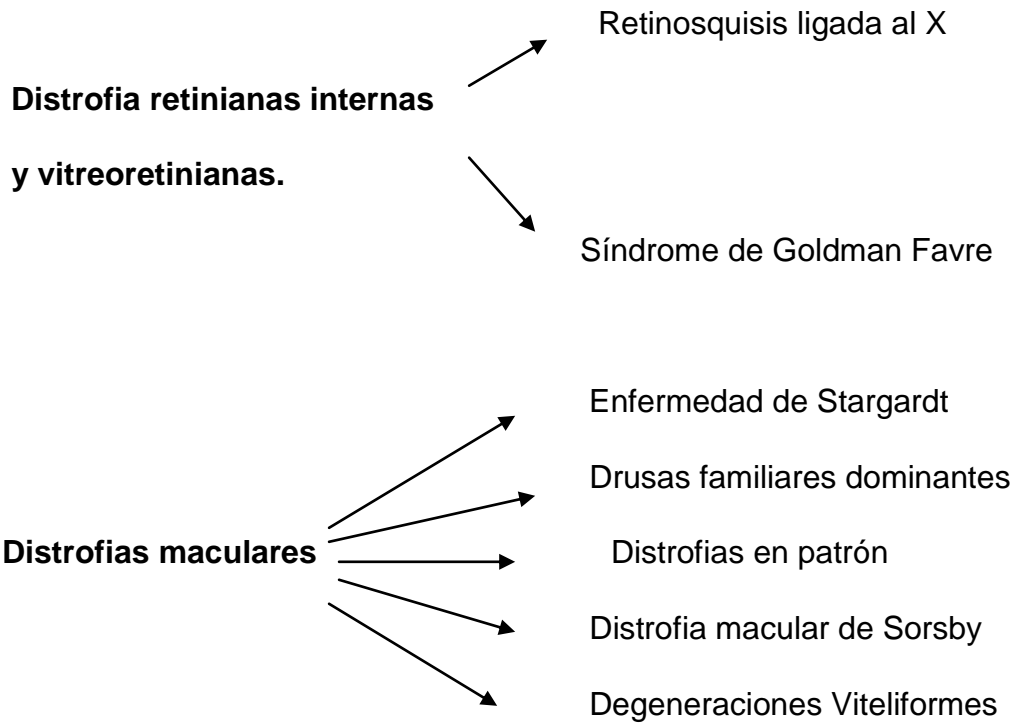 Retinosquisis ligada al X
Distrofia retinianas internas
y vitreoretinianas.
Síndrome de Goldman Favre
Enfermedad de Stargardt
Drusas familiares dominantes
Distrofias maculares
Distrofias en patrón
Distrofia macular de Sorsby
Degeneraciones Viteliformes